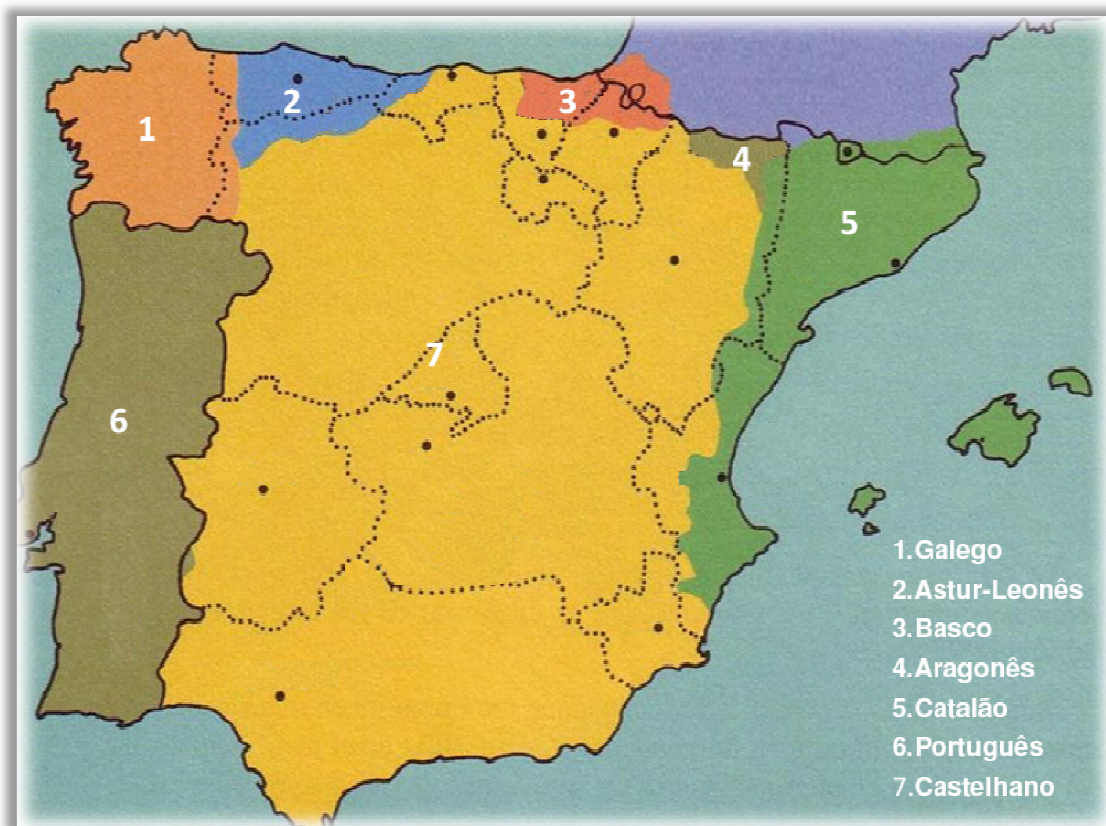 1
2
3
4
5
6
7
1.Galego
2.Astur-Leonês
3.Basco
4.Aragonês
5.Catalão
6.Português
7.Castelhano